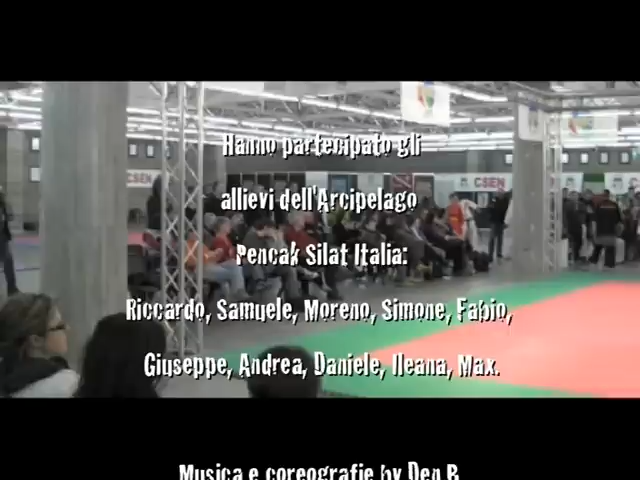 CSEN
CSEN
Hanno partecipato gli
allievi dell'Arcipelago
Pencak Silat Italia:
Riccardo, Samuele, Moreno, Simone, Fabio,
Giuseppe, Andrea, Daniele, Ileana, Max.
Musica e coreografie by Den B.